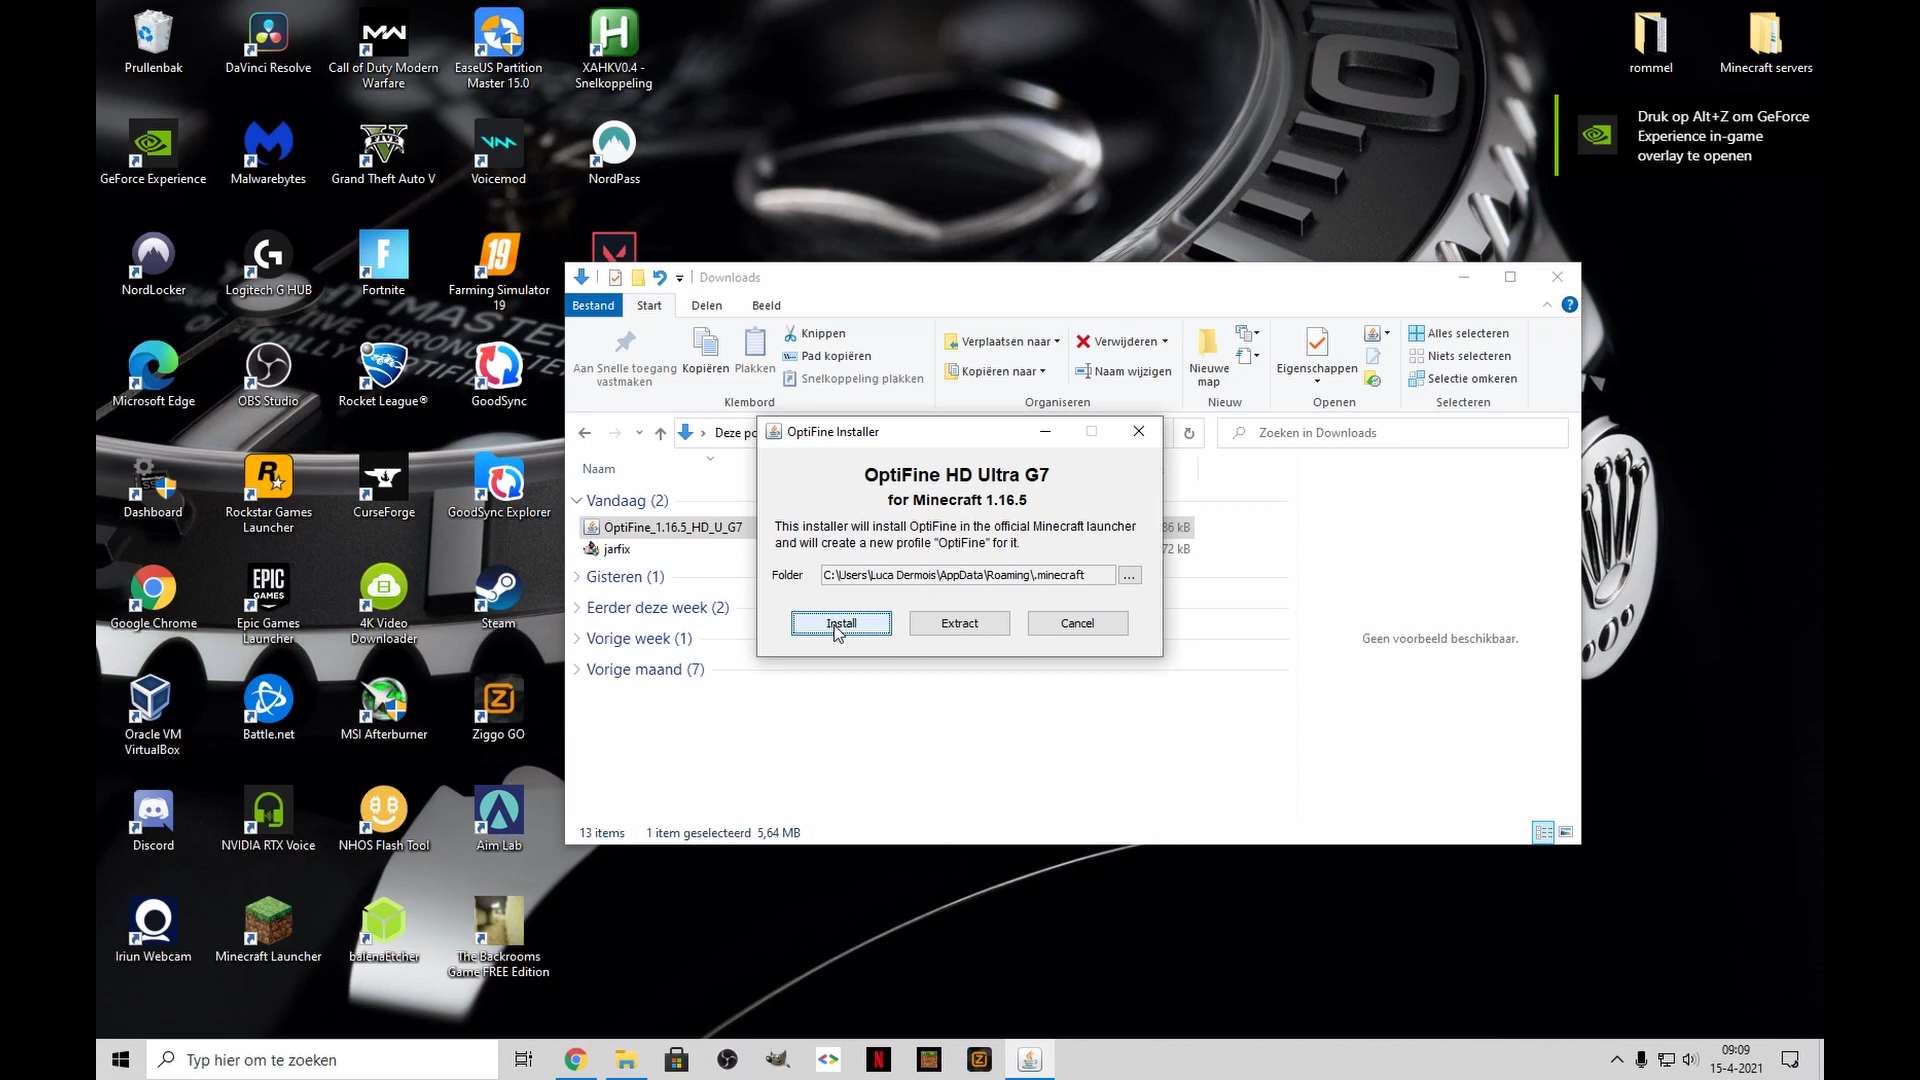 Prullenbak
DaVinci Resolve
Call of Duty Modern
Warfare
EaseUS Partition
Master 15.0
XAHKV0.4 -
Snelkoppeling
rommel
Minecraft servers
Druk op Alt+Z om GeForce
Experience in-game
overlay te openen
GeForce Experience
Malwarebytes
Grand Theft Auto V
Voicemod
NordPass
NordLocker
Logitech G HUB
Fortnite
Farming Simulator
19
Microsoft Edge
OBS Studio
Rocket League®
GoodSync
Dashboard
Rockstar Games
Launcher
CurseForge
GoodSync Explorer
Google Chrome
Epic Games
Launcher
4K Video
Downloader
Steam
Oracle VM
VirtualBox
Battle.net
MSI Afterburner
Ziggo GO
Discord
NVIDIA RTX Voice
NHOS Flash Tool
Aim Lab
Iriun Webcam
Minecraft Launcher
balenaEtcher
The Backrooms
Game FREE Edition
Downloads
Bestand
Start
Delen
Beeld
Aan Snelle toegang
vastmaken
Kopiëren
Plakken
Knippen
Pad kopiëren
Snelkoppeling plakken
Klembord
Verplaatsen naar
Kopiëren naar
Verwijderen
Naam wijzigen
Organiseren
Nieuwe
map
Nieuw
Eigenschappen
Openen
Alles selecteren
Niets selecteren
Selectie omkeren
Selecteren
Deze pc
Zoeken in Downloads
Naam
Vandaag (2)
OptiFine_1.16.5_HD_U_G7
86 kB
jarfix
72 kB
Gisteren (1)
Eerder deze week (2)
Vorige week (1)
Vorige maand (7)
Geen voorbeeld beschikbaar.
13 items
1 item geselecteerd 5,64 MB
OptiFine Installer
OptiFine HD Ultra G7
for Minecraft 1.16.5
This installer will install OptiFine in the official Minecraft launcher
and will create a new profile "OptiFine" for it.
Folder
C:\Users\Luca Dermois\AppData\Roaming\.minecraft
...
Install
Extract
Cancel
Typ hier om te zoeken
09:09
15-4-2021